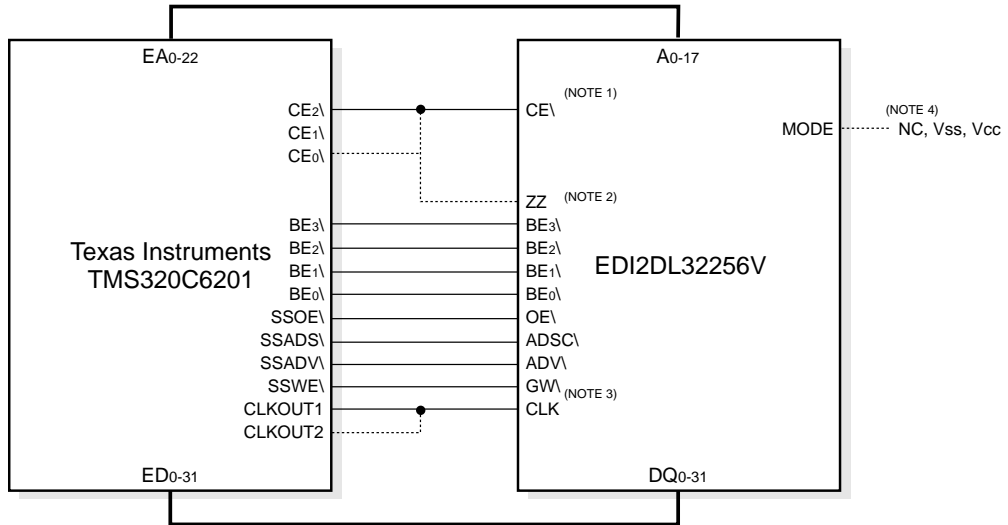 EA0-22
CE2\
CE1\
CE0\
BE3\
BE2\
BE1\
BE0\
SSOE\
SSADS\
SSADV\
SSWE\
CLKOUT1
CLKOUT2
Texas Instruments
TMS320C6201
ED0-31
A0-17
CE\ (NOTE 1)
MODE
(NOTE 4)
NC, Vss, Vcc
ZZ (NOTE 2)
BE3\
BE2\
BE1\
BE0\
OE\
ADSC\
ADV\
GW\ (NOTE 3)
CLK
EDI2DL32256V
DQ0-31